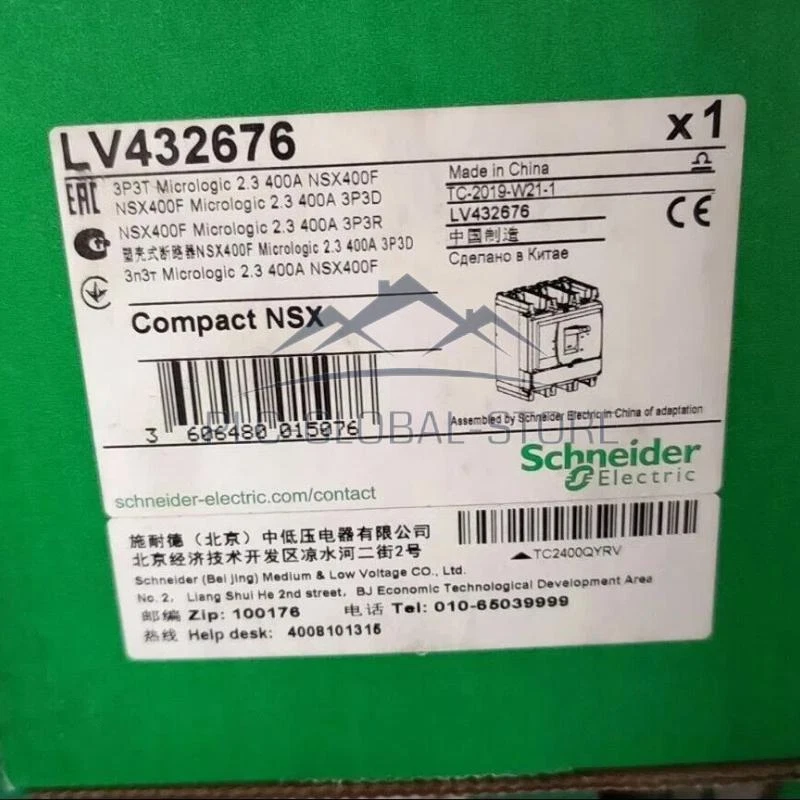 LV432676
x1
EAC
3P3T Micrologic 2.3 400A NSX400F
NSX400F Micrologic 2.3 400A 3P3D
NSX400F Micrologic 2.3 400A 3P3R
塑壳式断路器NSX400F Micrologic 2.3 400A 3P3D
3п3т Micrologic 2.3 400A NSX400F
Made in China
TC-2019-W21-1
LV432676
中国制造
Сделано в Китае
CE
Compact NSX
3 606480 015076
PLC GLOBAL STORE
Assembled by Schneider Electric in China of adaptation
Schneider
Electric
schneider-electric.com/contact
施耐德（北京）中低压电器有限公司
北京经济技术开发区凉水河二街2号
TC2400QYRV
Schneider (Beijing) Medium & Low Voltage CO., Ltd.
No. 2, Liang Shui He 2nd street, BJ Economic Technological Development Area
邮编 Zip: 100176 电话 Tel: 010-65039999
热线 Help desk: 4008101315